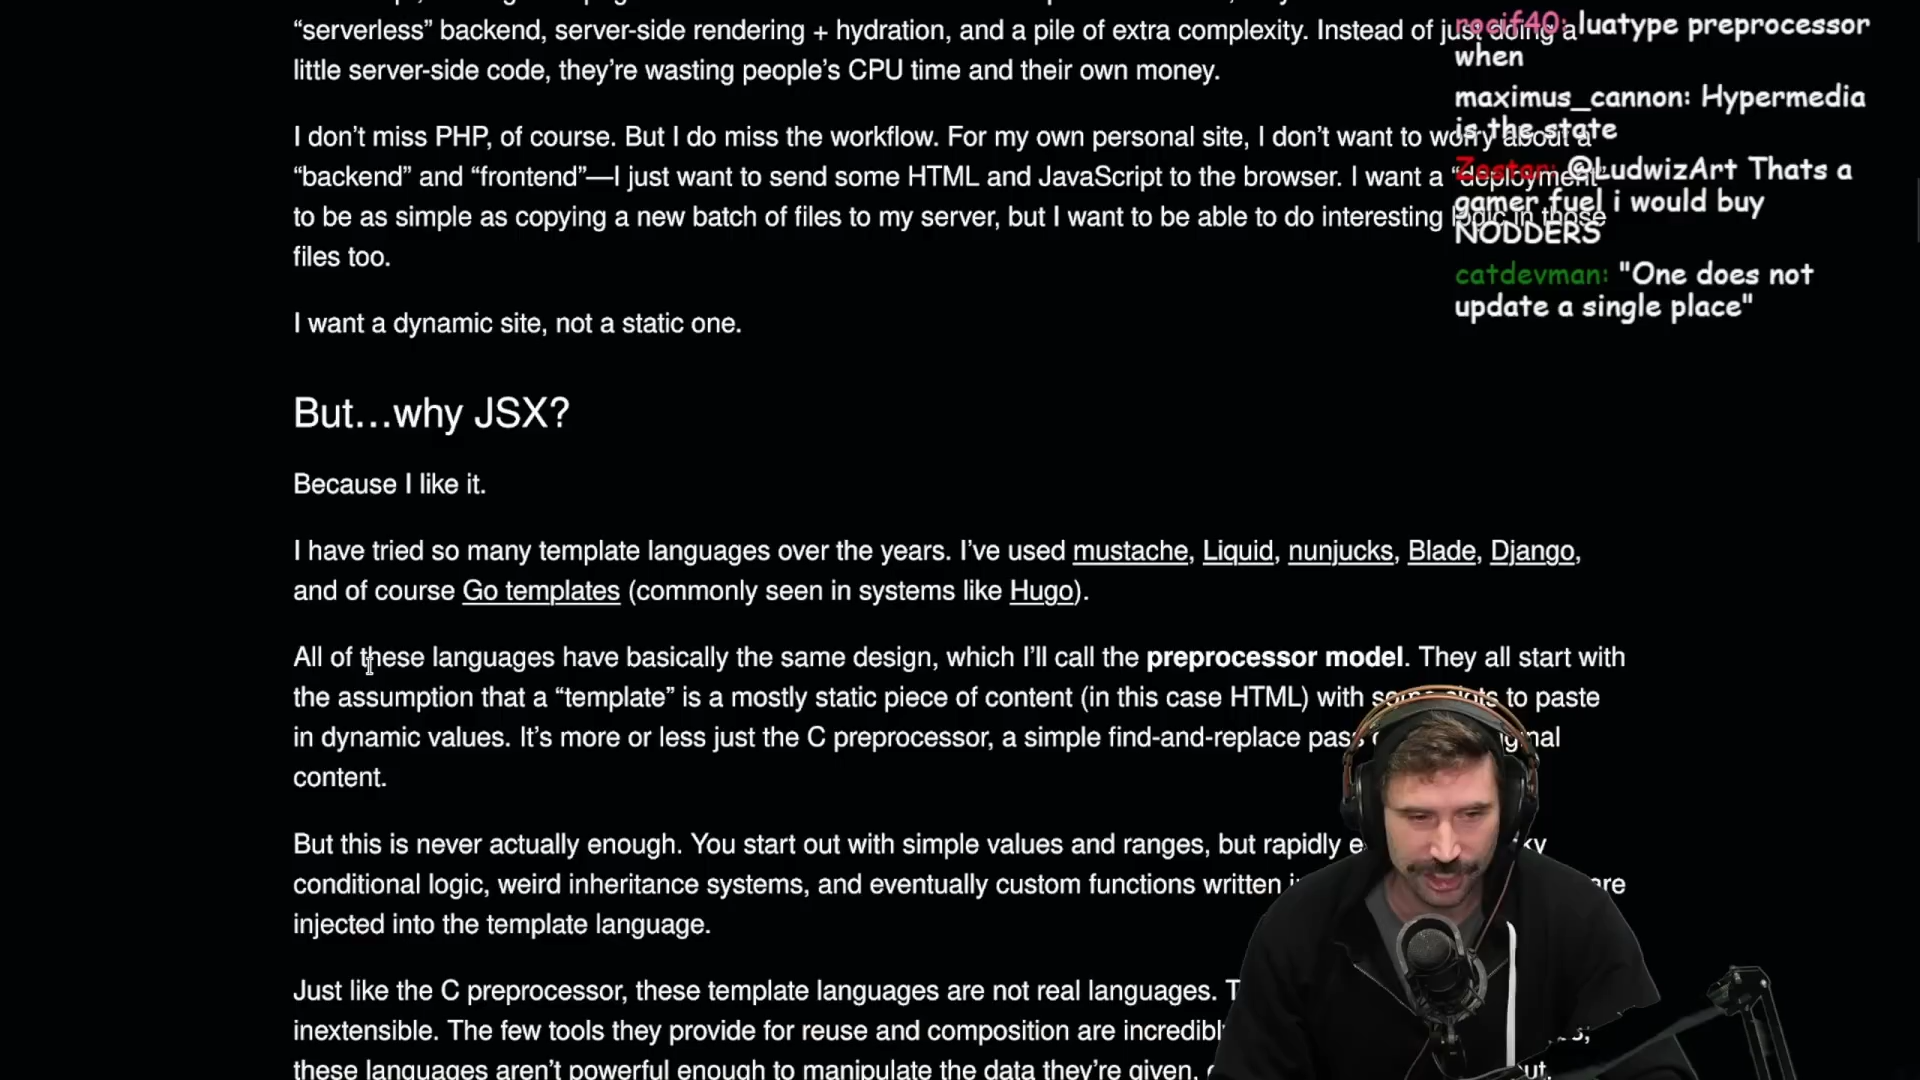 "serverless" backend, server-side rendering + hydration, and a pile of extra complexity. Instead of just doing a
little server-side code, they're wasting people's CPU time and their own money.
I don't miss PHP, of course. But I do miss the workflow. For my own personal site, I don't want to worry about a
“backend” and “frontend”—I just want to send some HTML and JavaScript to the browser. I want a “deployment”
to be as simple as copying a new batch of files to my server, but I want to be able to do interesting logic in those
files too.
I want a dynamic site, not a static one.
But…why JSX?
Because I like it.
I have tried so many template languages over the years. I’ve used mustache, Liquid, nunjucks, Blade, Django,
and of course Go templates (commonly seen in systems like Hugo).
All of these languages have basically the same design, which I’ll call the preprocessor model. They all start with
the assumption that a “template” is a mostly static piece of content (in this case HTML) with some slots to paste
in dynamic values. It’s more or less just the C preprocessor, a simple find-and-replace pass
content.
But this is never actually enough. You start out with simple values and ranges, but rapidly
conditional logic, weird inheritance systems, and eventually custom functions written
injected into the template language.
Just like the C preprocessor, these template languages are not real languages.
inextensible. The few tools they provide for reuse and composition are
these languages aren’t powerful enough to manipulate the data they’re given,
rocif40: luatype preprocessor
when
maximus_cannon: Hypermedia
is the state
Zostor: @LudwizArt Thats a
gamer fuel i would buy
NODDERS
catdevman: "One does not
update a single place"